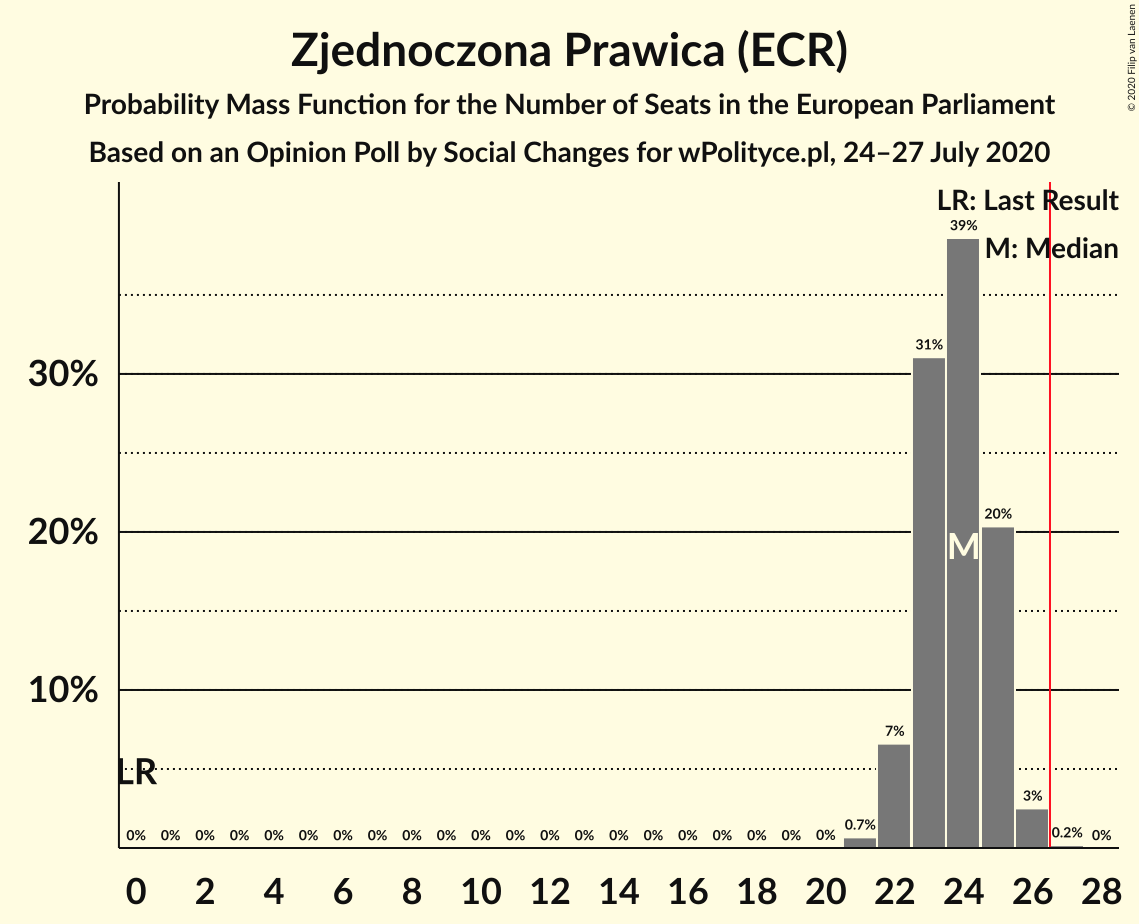 Zjednoczona Prawica (ECR)
Probability Mass Function for the Number of Seats in the European Parliament
Based on an Opinion Poll by Social Changes for wPolityce.pl, 24–27 July 2020
© 2020 Filip van Laenen
LR: Last Result
M: Median
39%
31%
30%
20%
20%
M
10%
7%
LR
3%
0% 0% 0% 0% 0% 0% 0% 0% 0% 0% 0% 0% 0% 0% 0% 0% 0% 0% 0% 0% 0% 0.7% 0.2% 0%
0 2 4 6 8 10 12 14 16 18 20 22 24 26 28